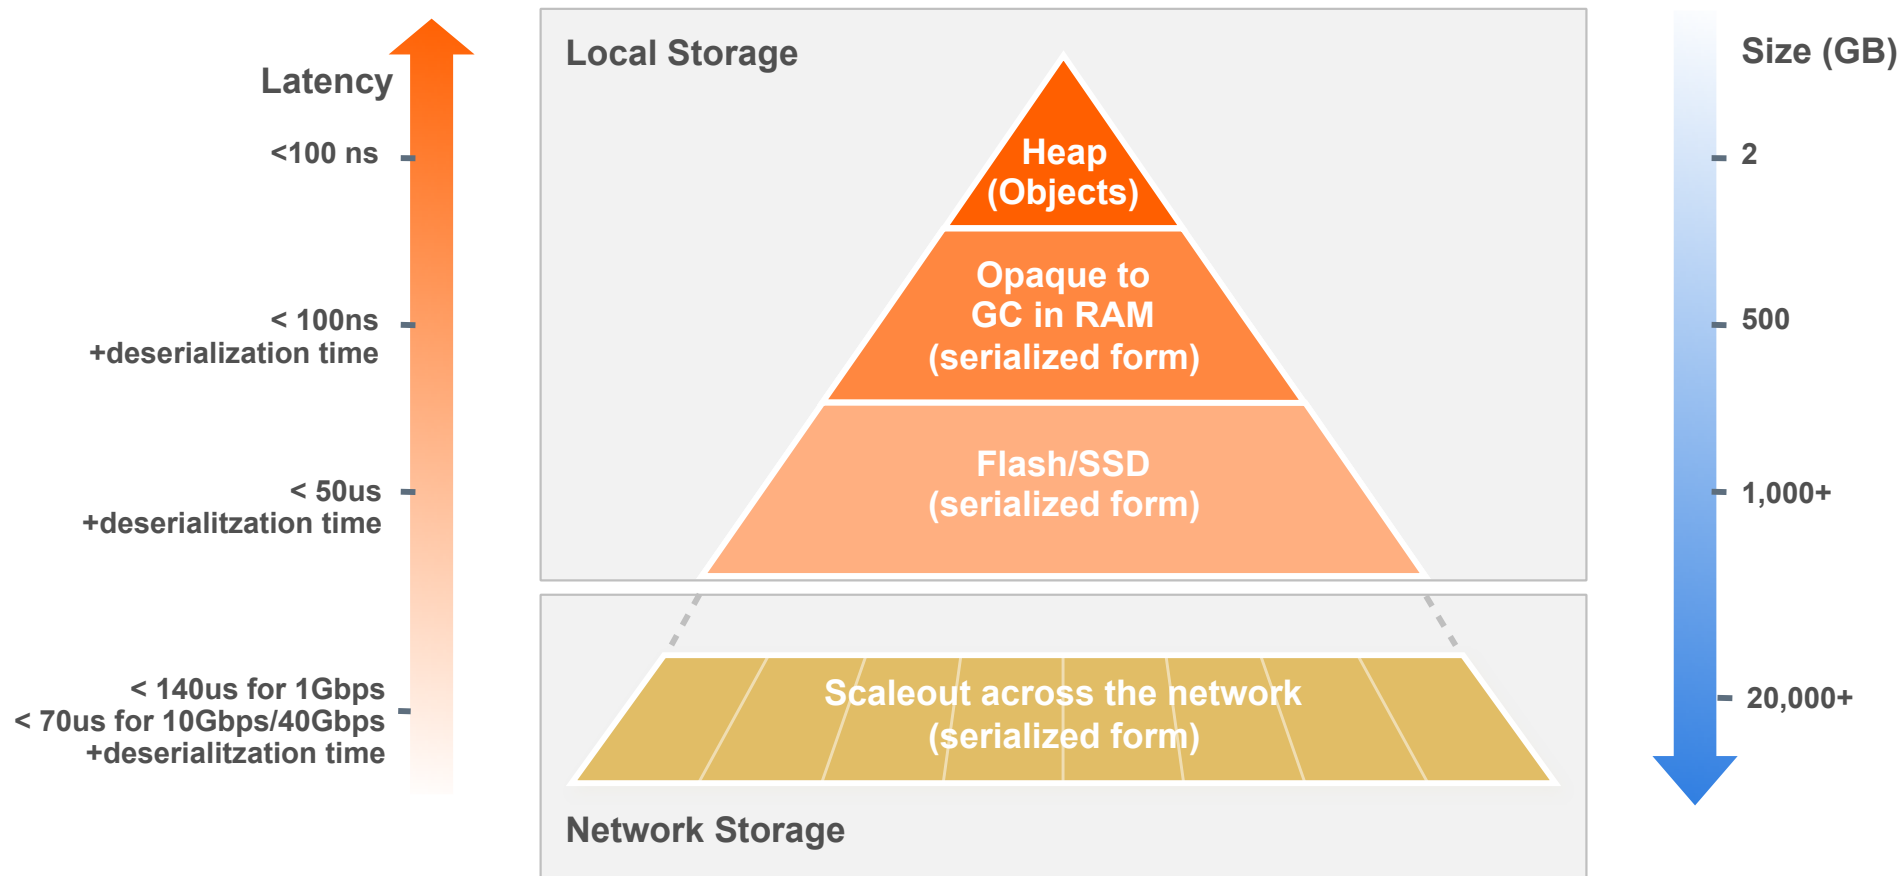 Local Storage
Size (GB)
Latency
<100 ns
Heap
(Objects)
2
< 100ns
+deserialization time
Opaque to
GC in RAM
(serialized form)
500
< 50us
+deserialitzation time
Flash/SSD
(serialized form)
1,000+
< 140us for 1Gbps
< 70us for 10Gbps/40Gbps
+deserialitzation time
Scaleout across the network
(serialized form)
20,000+
Network Storage